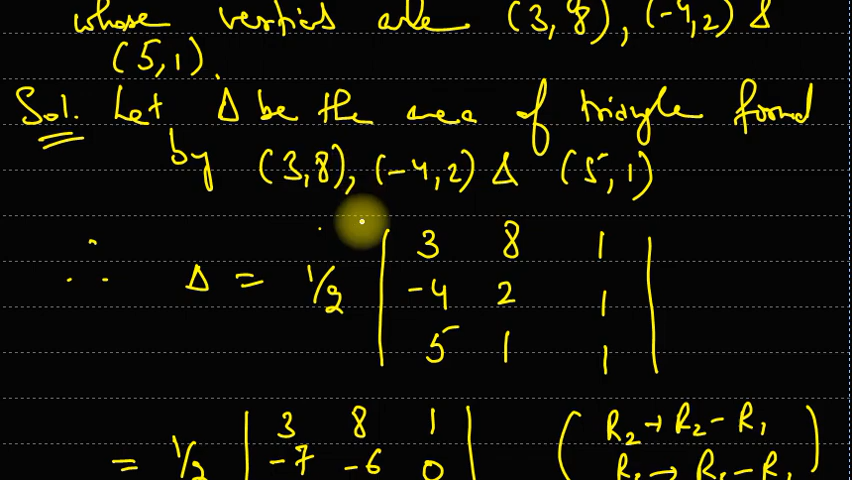 whose verticis are (3,8), (-4,2) &
(5,1).
Sol. Let Δ be the area of triangle formed
by (3,8), (-4,2) & (5,1)
∴ Δ = 1/2 | 3 8 1 |
| -4 2 1 |
| 5 1 1 |
= 1/2 | 3 8 1 | ( R2 → R2 - R1
| -7 -6 0 |